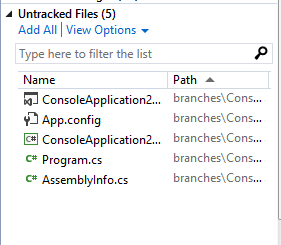 Untracked Files (5)
Add All | View Options
Type here to filter the list
Name Path
ConsoleApplication2... branches\Cons...
App.config branches\Cons...
ConsoleApplication2... branches\Cons...
C# Program.cs branches\Cons...
C# AssemblyInfo.cs branches\Cons...